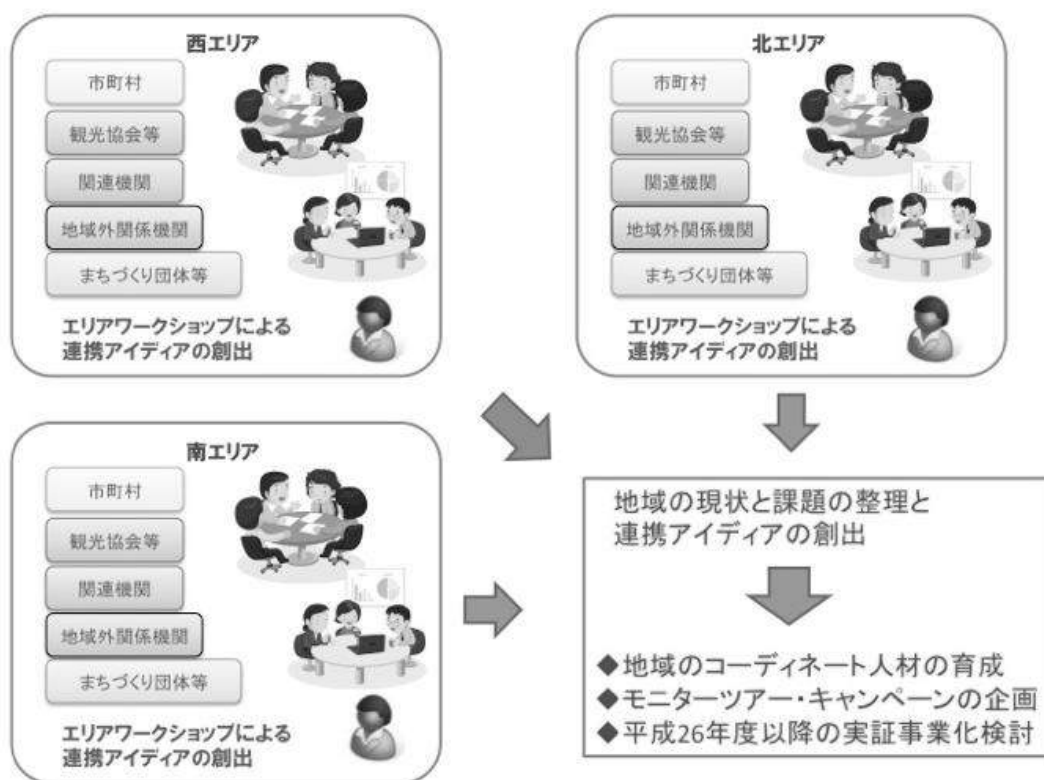 西エリア
市町村
観光協会等
関連機関
地域外関係機関
まちづくり団体等
エリアワークショップによる
連携アイディアの創出
北エリア
市町村
観光協会等
関連機関
地域外関係機関
まちづくり団体等
エリアワークショップによる
連携アイディアの創出
南エリア
市町村
観光協会等
関連機関
地域外関係機関
まちづくり団体等
エリアワークショップによる
連携アイディアの創出
地域の現状と課題の整理と
連携アイディアの創出
◆地域のコーディネート人材の育成
◆モニターツアー・キャンペーンの企画
◆平成26年度以降の実証事業化検討